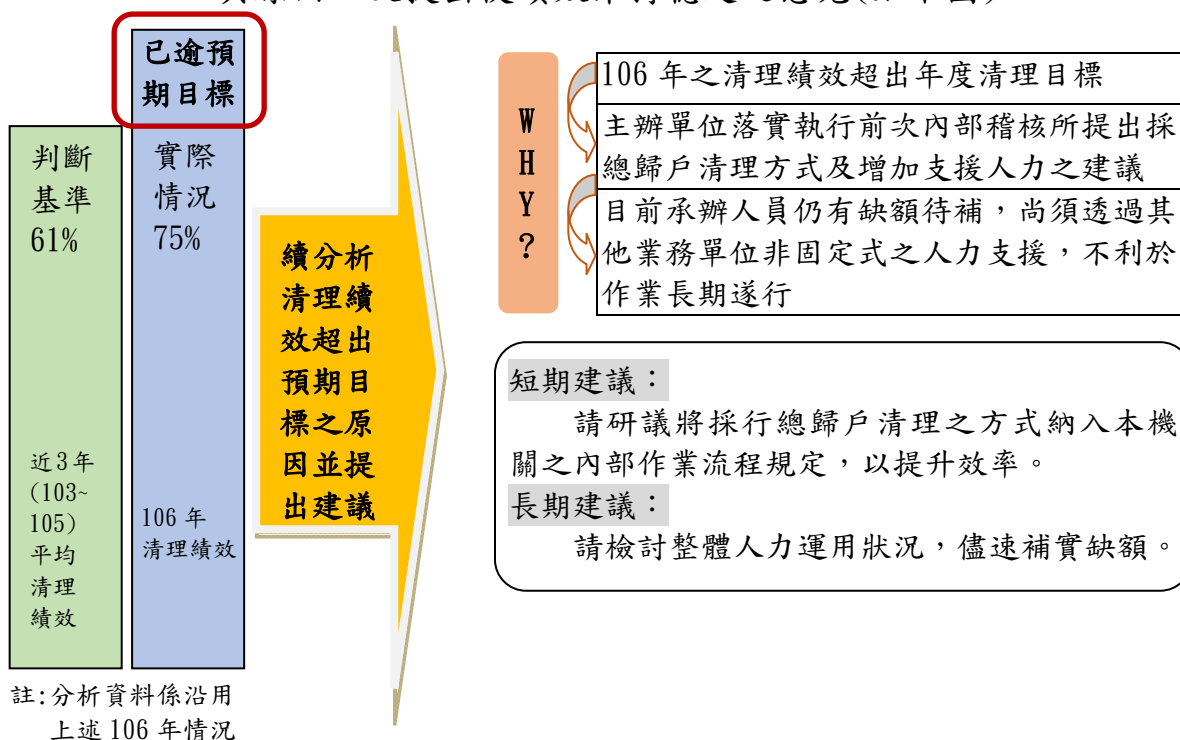 已逾預
期目標
判斷
基準
61%
近3年
(103~
105)
平均
清理
績效
實際
情況
75%
106 年
清理績效
註:分析資料係沿用
上述 106 年情況
續分析
清理績
效超出
預期目
標之原
因並提
出建議
W
H
Y
?
106 年之清理績效超出年度清理目標
主辦單位落實執行前次內部稽核所提出採
總歸戶清理方式及增加支援人力之建議
目前承辦人員仍有缺額待補，尚須透過其
他業務單位非固定式之人力支援，不利於
作業長期遂行
短期建議：
請研議將採行總歸戶清理之方式納入本機
關之內部作業流程規定，以提升效率。
長期建議：
請檢討整體人力運用狀況，儘速補實缺額。